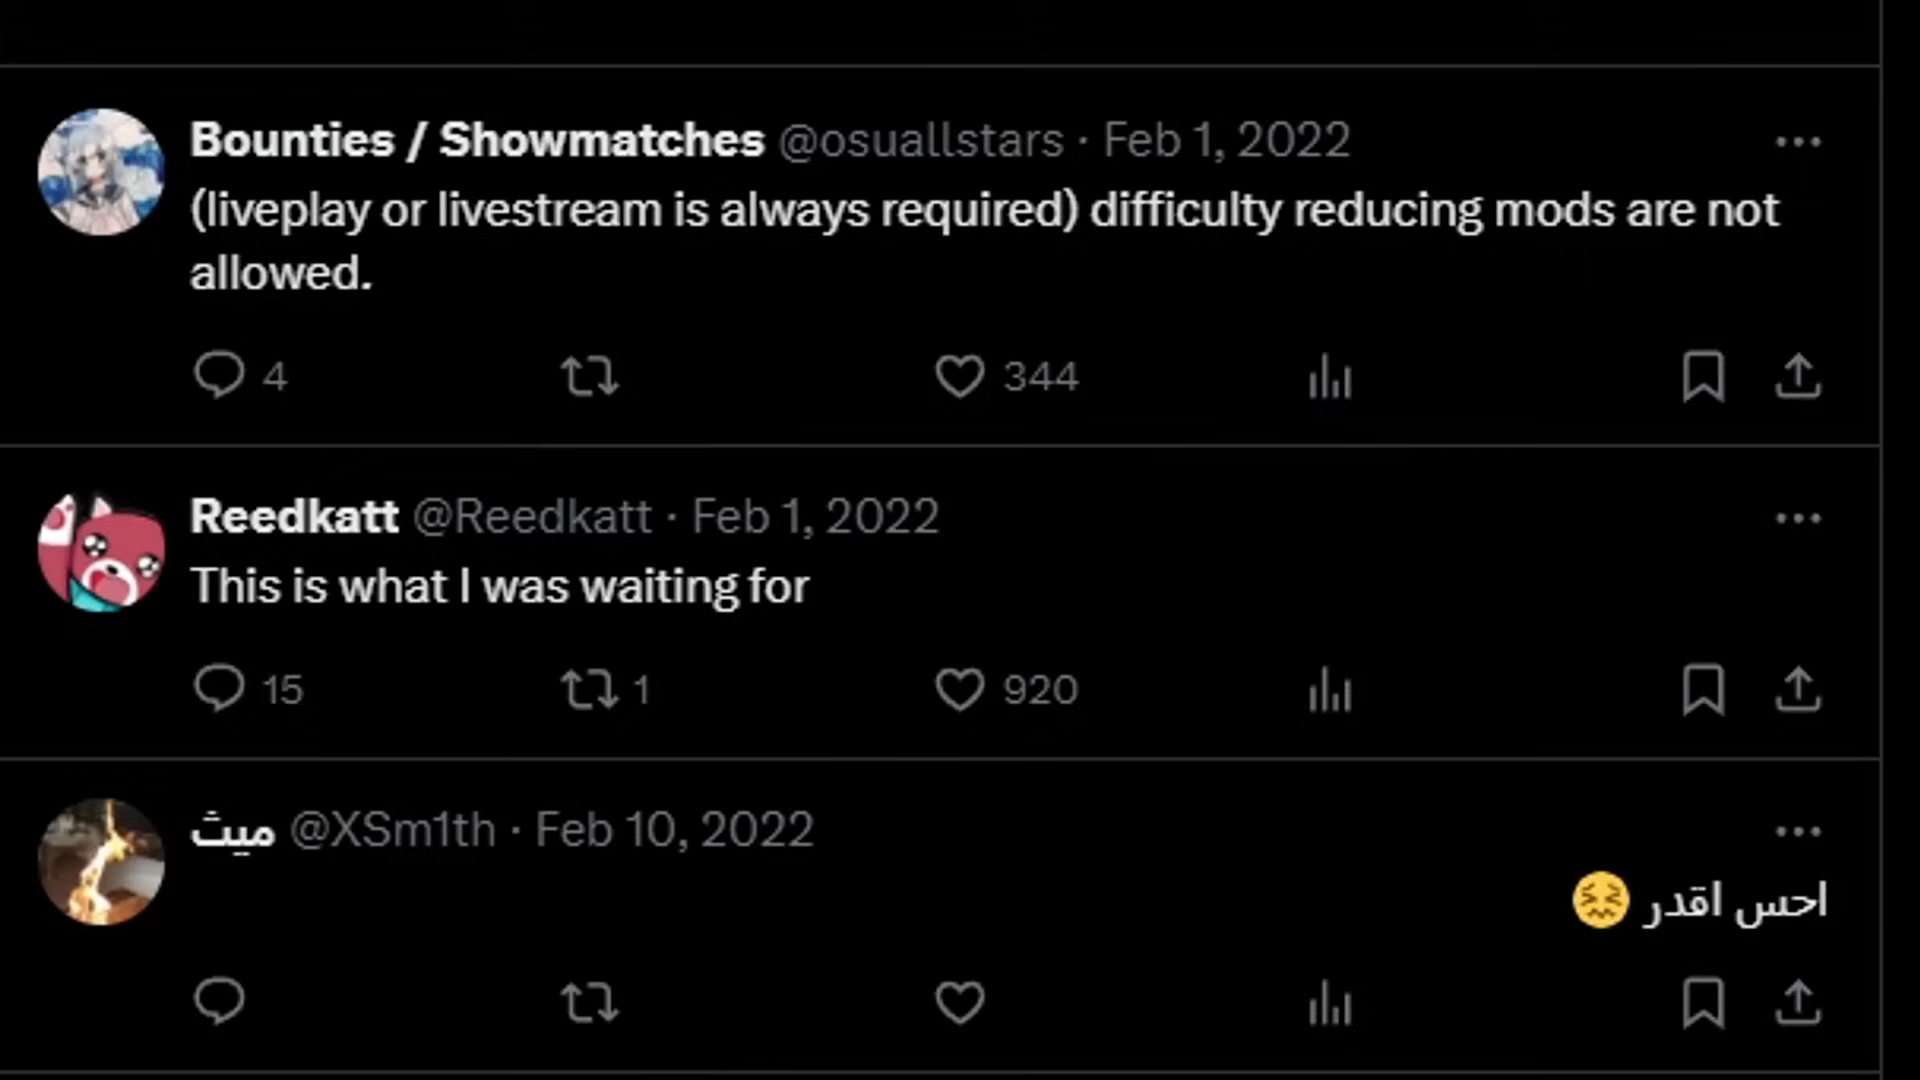 Bounties / Showmatches @osuallstars · Feb 1, 2022
(liveplay or livestream is always required) difficulty reducing mods are not
allowed.
4 344
Reedkatt @Reedkatt · Feb 1, 2022
This is what I was waiting for
15 1 920
ميث @XSm1th · Feb 10, 2022
احس اقدر 😖